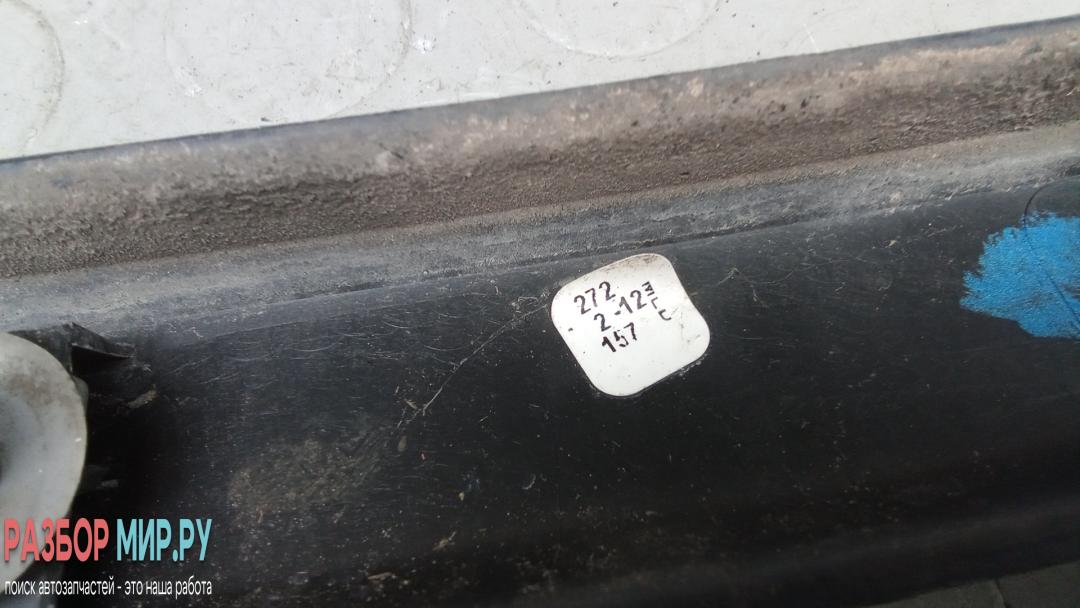 272
2-12
157
РАЗБОР МИР.РУ
поиск автозапчастей - это наша работа